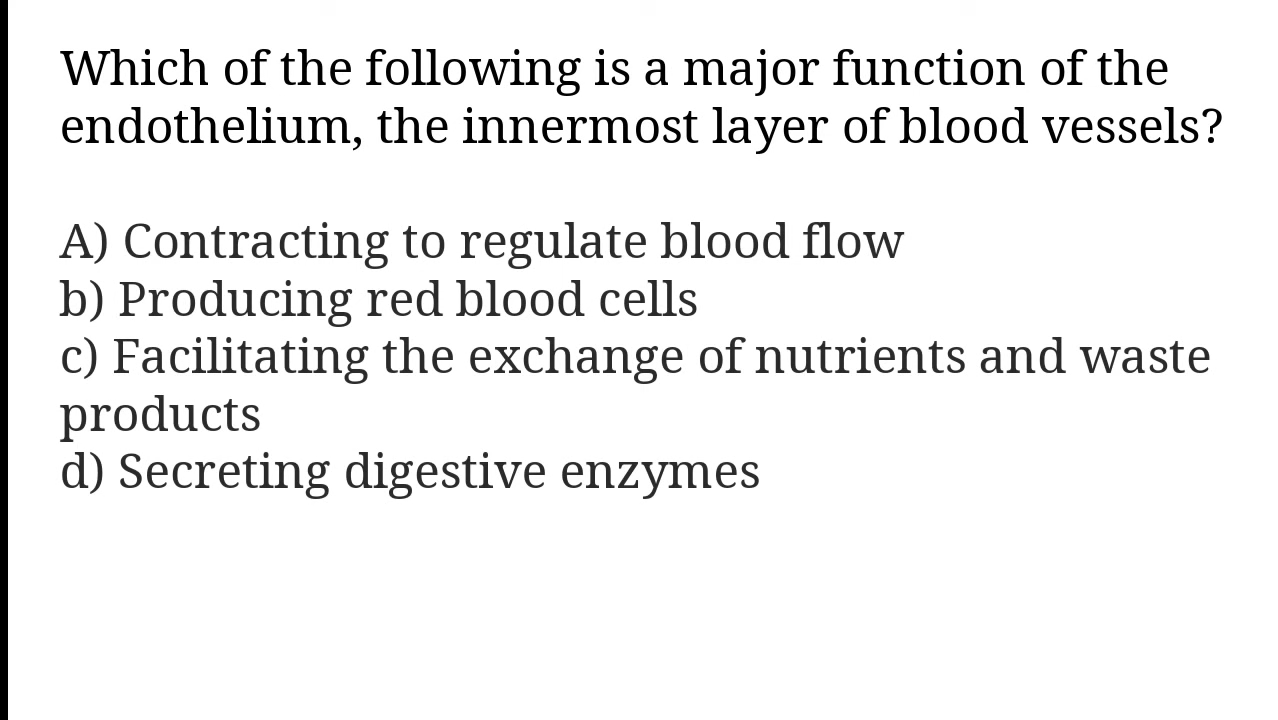 Which of the following is a major function of the
endothelium, the innermost layer of blood vessels?
A) Contracting to regulate blood flow
b) Producing red blood cells
c) Facilitating the exchange of nutrients and waste
products
d) Secreting digestive enzymes